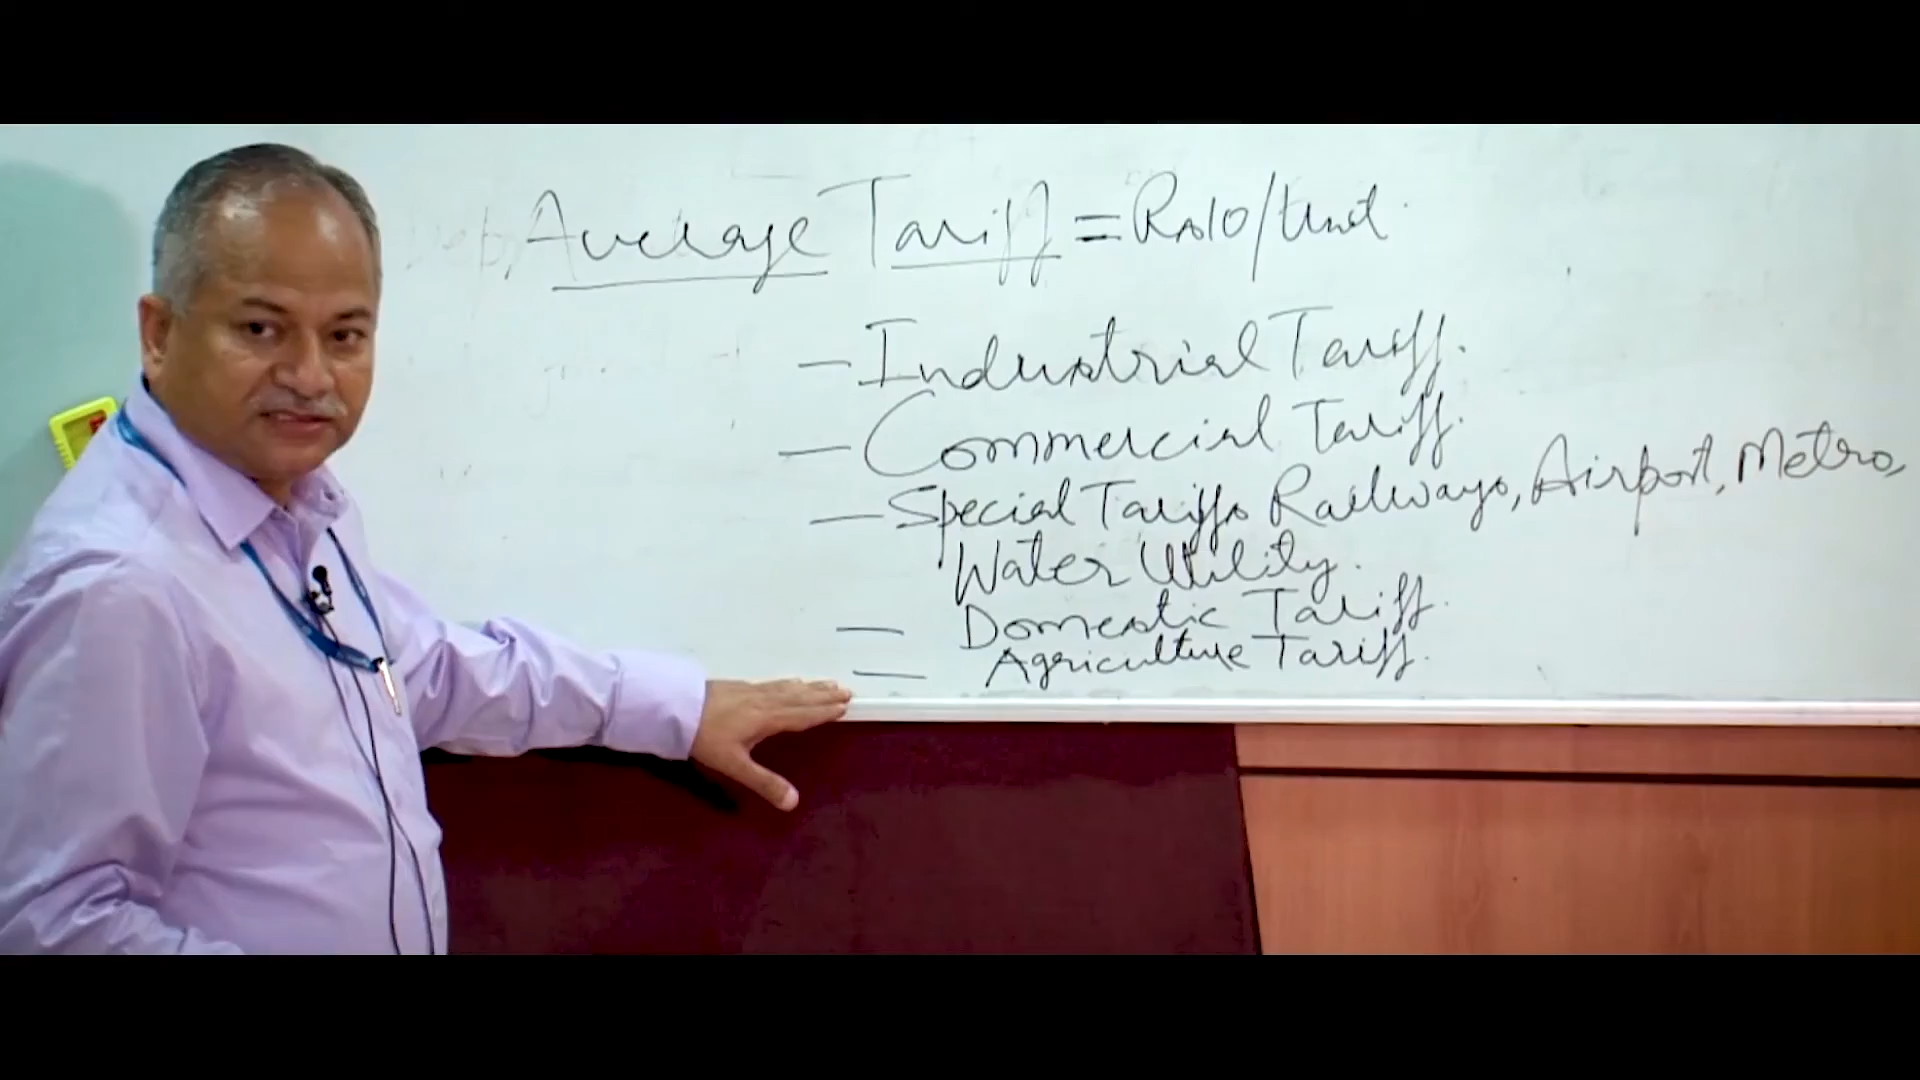 Average Tariff = Rs10/Unit.
- Industrial Tariff.
- Commercial Tariff.
- Special Tariffs Railways, Airport, Metro,
Water Utility.
- Domestic Tariff.
- Agriculture Tariff.